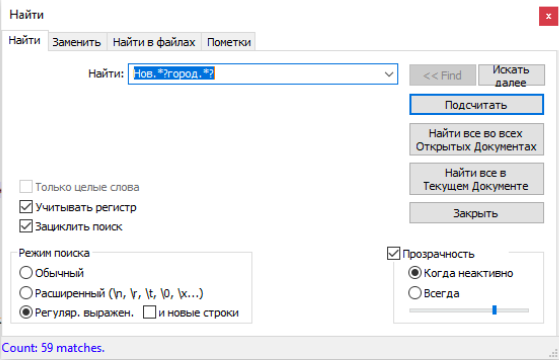 Найти
x
Найти Заменить Найти в файлах Пометки
Найти: Нов.*?город.*?
<< Find
Искать далее
Подсчитать
Найти все во всех Открытых Документах
Найти все в Текущем Документе
Закрыть
Только целые слова
Учитывать регистр
Зациклить поиск
Режим поиска
Обычный
Расширенный (\n, \r, \t, \0, \x...)
Регуляр. выражен. и новые строки
Прозрачность
Когда неактивно
Всегда
Count: 59 matches.